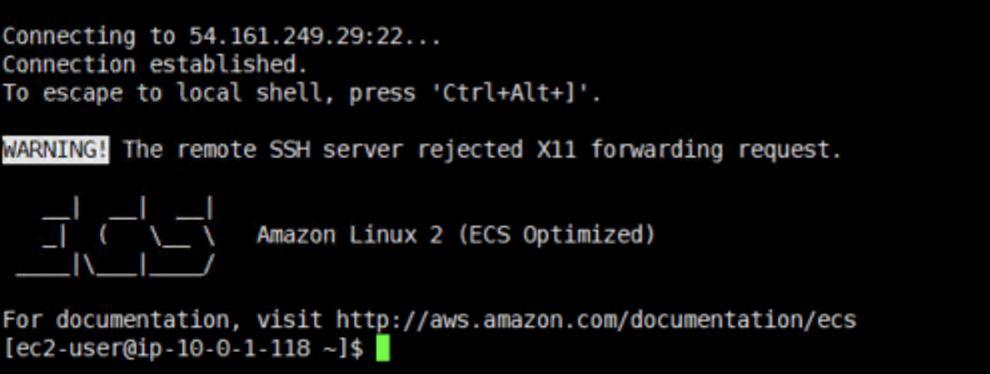 Connecting to 54.161.249.29:22...
Connection established.
To escape to local shell, press 'Ctrl+Alt+]'.
WARNING! The remote SSH server rejected X11 forwarding request.
   __|  __|  __|
   _|  (   \__ \   Amazon Linux 2 (ECS Optimized)
 ____|\___|____/
For documentation, visit http://aws.amazon.com/documentation/ecs
[ec2-user@ip-10-0-1-118 ~]$